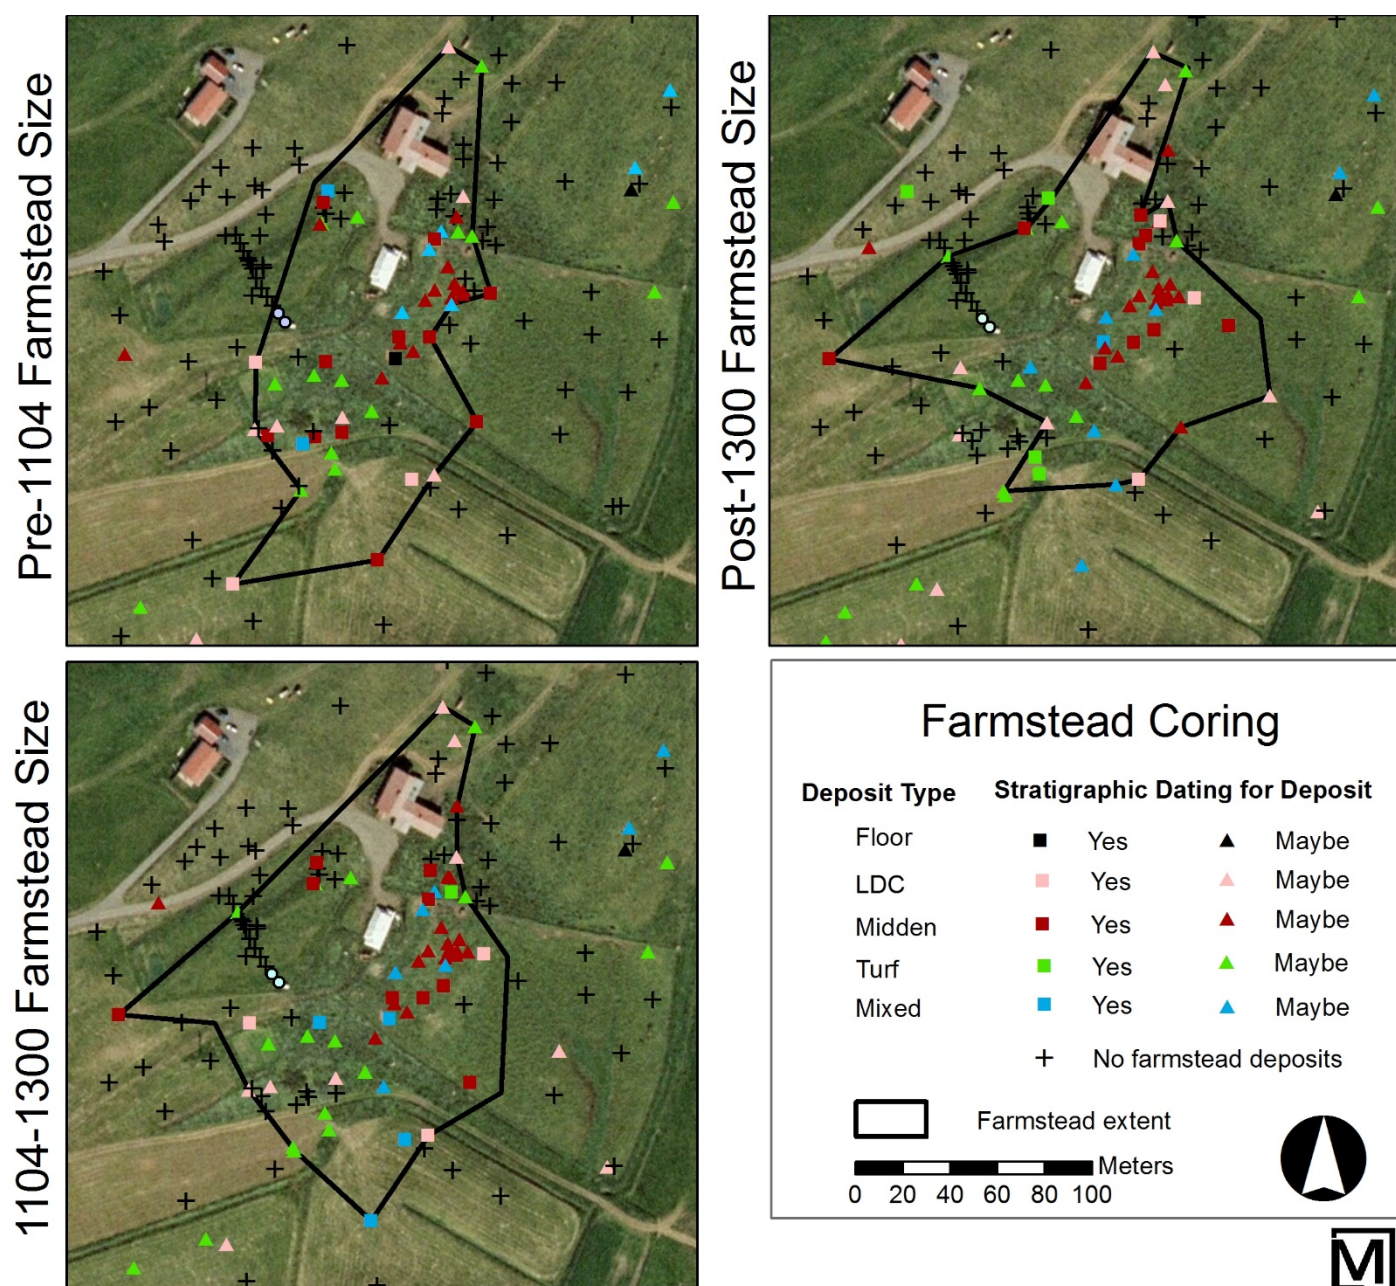 Pre-1104 Farmstead Size
Post-1300 Farmstead Size
1104-1300 Farmstead Size
Farmstead Coring
Deposit Type Stratigraphic Dating for Deposit
Floor Yes Maybe
LDC Yes Maybe
Midden Yes Maybe
Turf Yes Maybe
Mixed Yes Maybe
No farmstead deposits
Farmstead extent
Meters
0 20 40 60 80 100
M